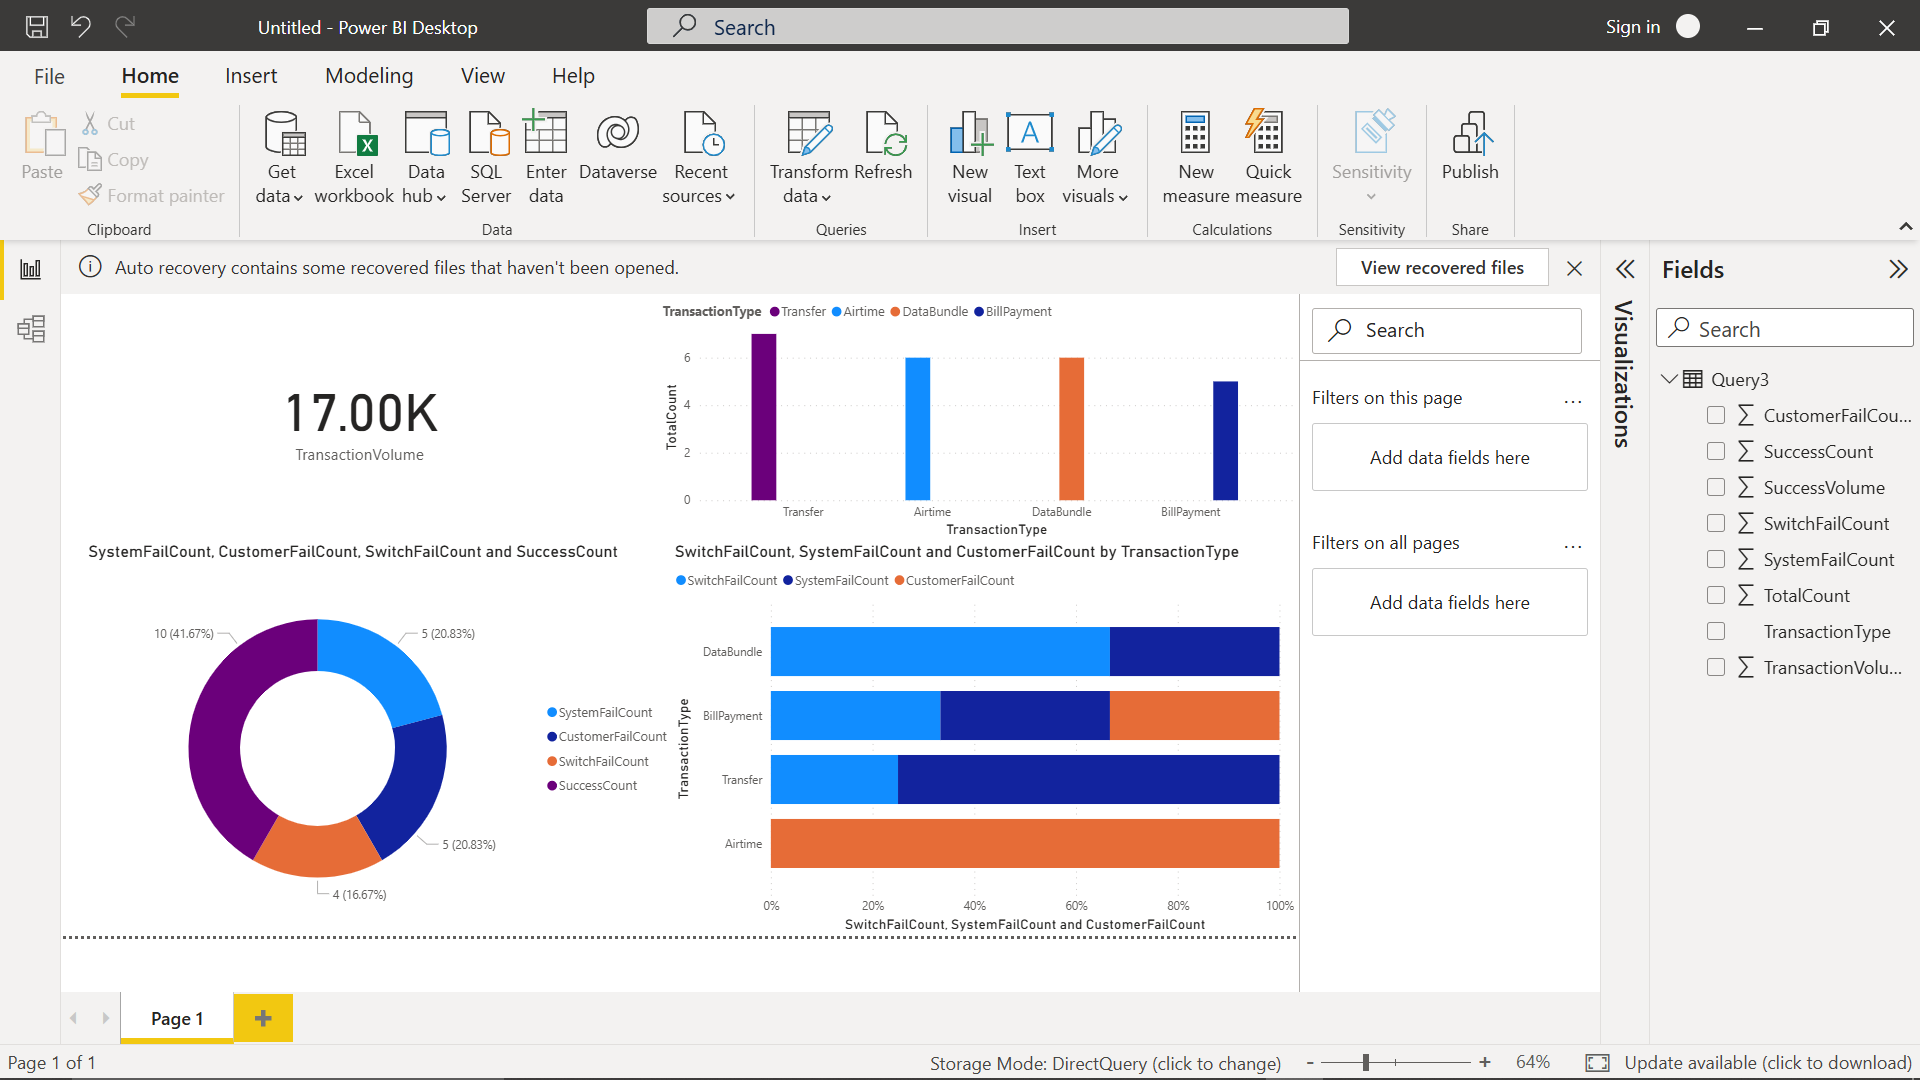 Untitled - Power BI Desktop
Search
Sign in
File
Home
Insert
Modeling
View
Help
Paste
Cut
Copy
Format painter
Clipboard
Get data
Excel workbook
Data hub
SQL Server
Enter data
Dataverse
Recent sources
Data
Transform data
Refresh
Queries
New visual
Text box
More visuals
Insert
New measure
Quick measure
Calculations
Sensitivity
Sensitivity
Publish
Share
Auto recovery contains some recovered files that haven't been opened.
View recovered files
17.00K
TransactionVolume
TransactionType Transfer Airtime DataBundle BillPayment
TotalCount
6
4
2
0
Transfer
Airtime
DataBundle
BillPayment
TransactionType
SystemFailCount, CustomerFailCount, SwitchFailCount and SuccessCount
10 (41.67%)
5 (20.83%)
5 (20.83%)
4 (16.67%)
SystemFailCount
CustomerFailCount
SwitchFailCount
SuccessCount
SwitchFailCount, SystemFailCount and CustomerFailCount by TransactionType
SwitchFailCount SystemFailCount CustomerFailCount
TransactionType
DataBundle
BillPayment
Transfer
Airtime
0%
20%
40%
60%
80%
100%
SwitchFailCount, SystemFailCount and CustomerFailCount
Search
Filters on this page
...
Add data fields here
Filters on all pages
...
Add data fields here
Visualizations
Fields
Search
Query3
CustomerFailCou...
SuccessCount
SuccessVolume
SwitchFailCount
SystemFailCount
TotalCount
TransactionType
TransactionVolu...
Page 1
Page 1 of 1
Storage Mode: DirectQuery (click to change)
64%
Update available (click to download)